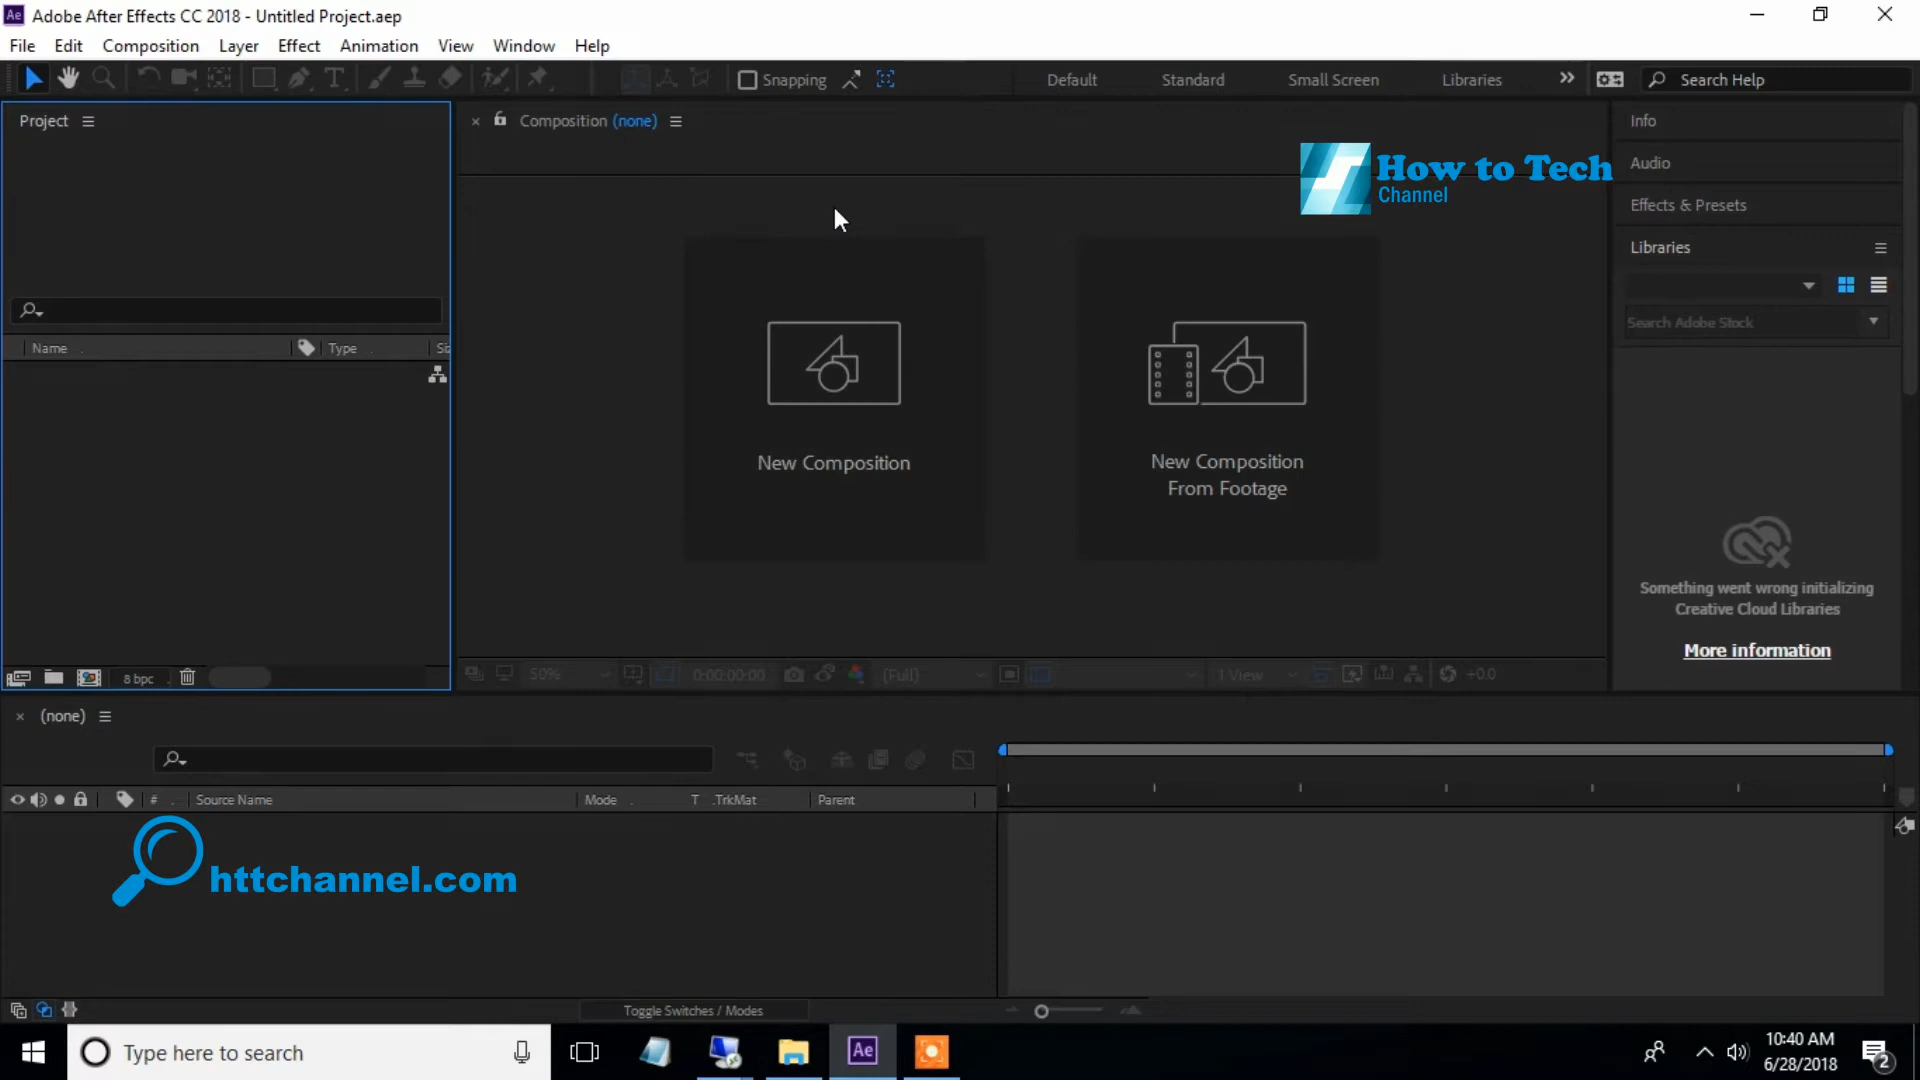 Ae Adobe After Effects CC 2018 - Untitled Project.aep
File Edit Composition Layer Effect Animation View Window Help
Snapping Default Standard Small Screen Libraries Search Help
Project
Composition (none)
Info
How to Tech
Channel
Audio
Effects & Presets
Libraries
Search Adobe Stock
Name Type Siz
New Composition
New Composition
From Footage
Something went wrong initializing
Creative Cloud Libraries
More information
8 bpc
50% 0:00:00:00 (Full) 1 View +0.0
(none)
# Source Name Mode T .TrkMat Parent
httchannel.com
Toggle Switches / Modes
Type here to search
Ae
10:40 AM
6/28/2018
2